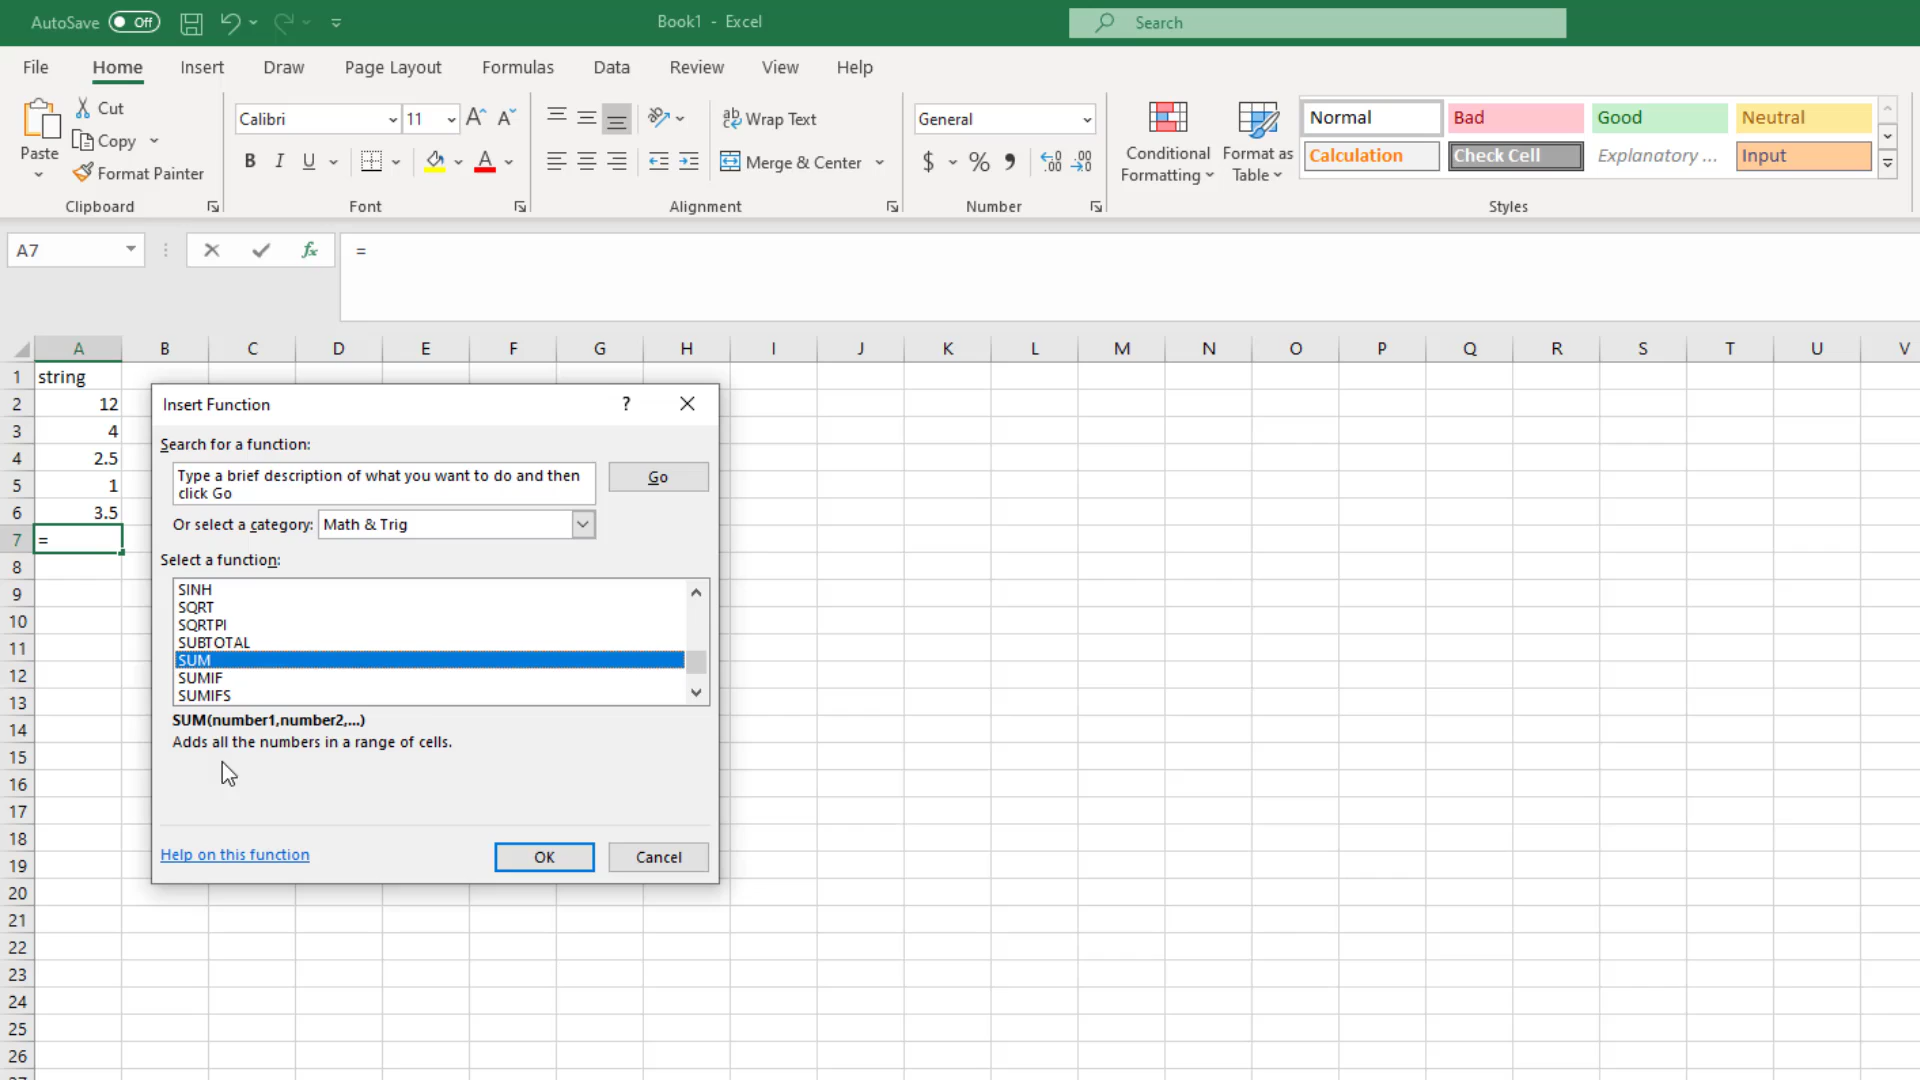 AutoSave Off
Book1 - Excel
Search
File Home Insert Draw Page Layout Formulas Data Review View Help
Paste
Cut
Copy
Format Painter
Clipboard
Calibri 11 A A
B I U A
Font
ab Wrap Text
Merge & Center
Alignment
General
$ %
Number
Conditional Formatting
Format as Table
Normal Bad Good Neutral
Calculation Check Cell Explanatory ... Input
Styles
A7 fx =
A B C D E F G H I J K L M N O P Q R S T U V
1 string
2 12
3 4
4 2.5
5 1
6 3.5
7 =
8
9
10
11
12
13
14
15
16
17
18
19
20
21
22
23
24
25
26
Insert Function ?
Search for a function:
Type a brief description of what you want to do and then
click Go
Go
Or select a category: Math & Trig
Select a function:
SINH
SQRT
SQRTPI
SUBTOTAL
SUM
SUMIF
SUMIFS
SUM(number1,number2,...)
Adds all the numbers in a range of cells.
Help on this function OK Cancel